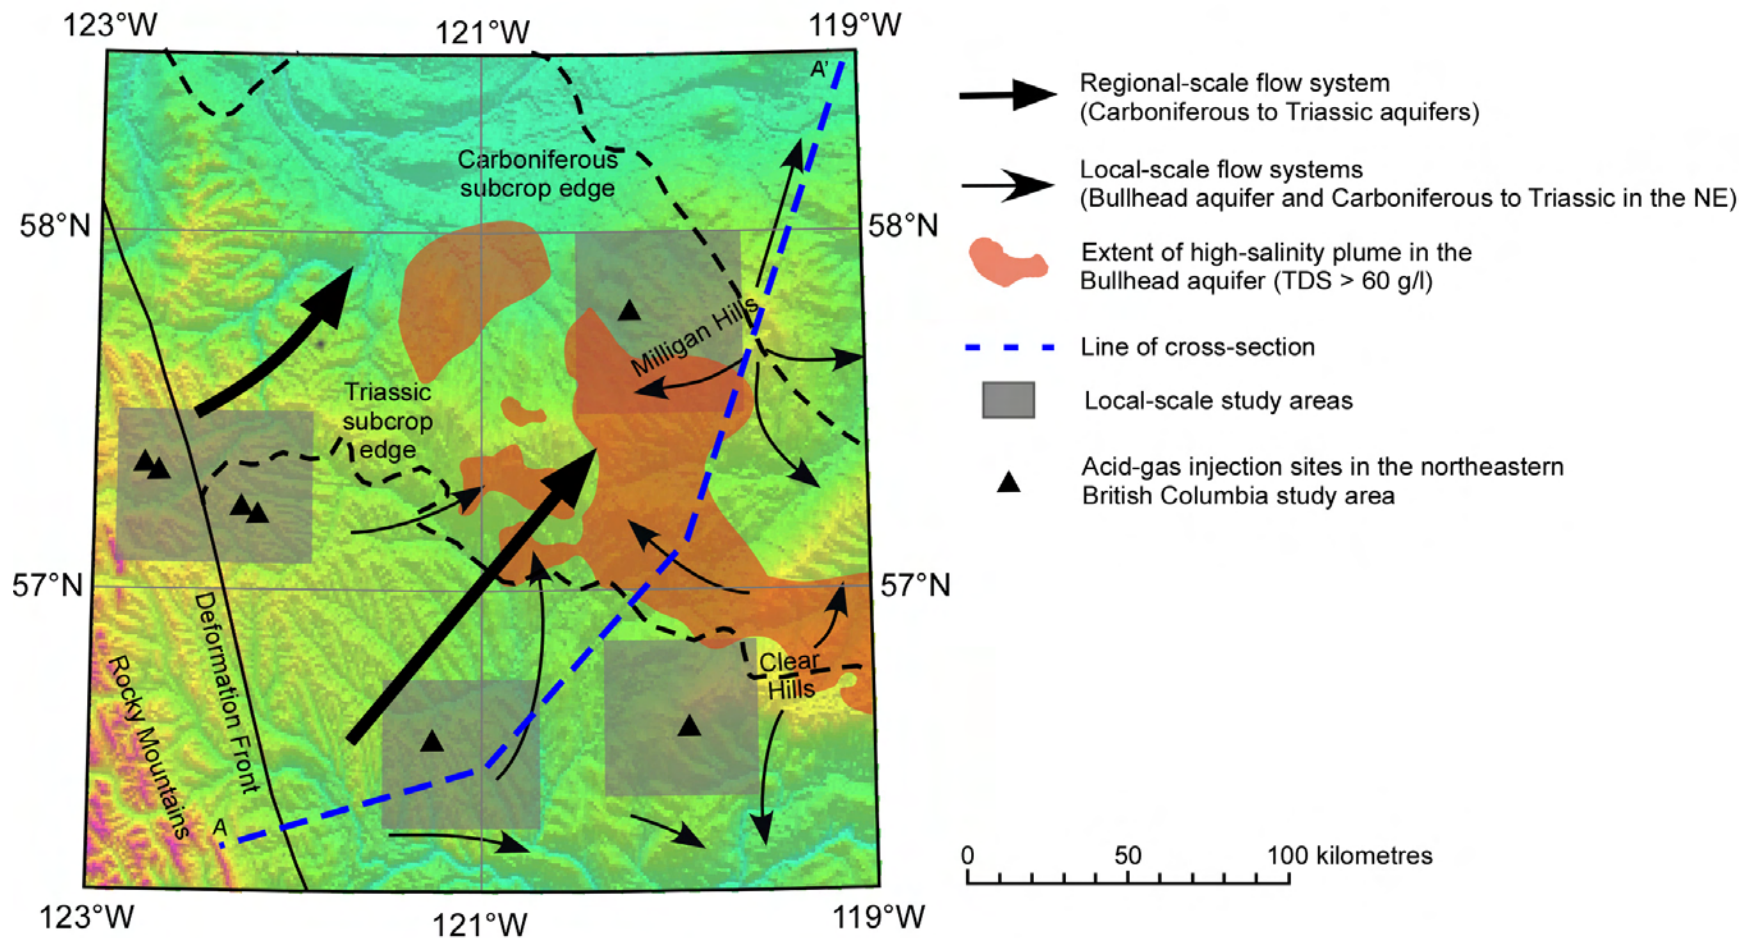 123°W
121°W
119°W
A'
Carboniferous
subcrop edge
58°N
58°N
Milligan Hills
Triassic
subcrop
edge
57°N
57°N
Deformation Front
Rocky Mountains
Clear
Hills
A
123°W
121°W
119°W
Regional-scale flow system
(Carboniferous to Triassic aquifers)
Local-scale flow systems
(Bullhead aquifer and Carboniferous to Triassic in the NE)
Extent of high-salinity plume in the
Bullhead aquifer (TDS > 60 g/l)
Line of cross-section
Local-scale study areas
Acid-gas injection sites in the northeastern
British Columbia study area
0 50 100 kilometres